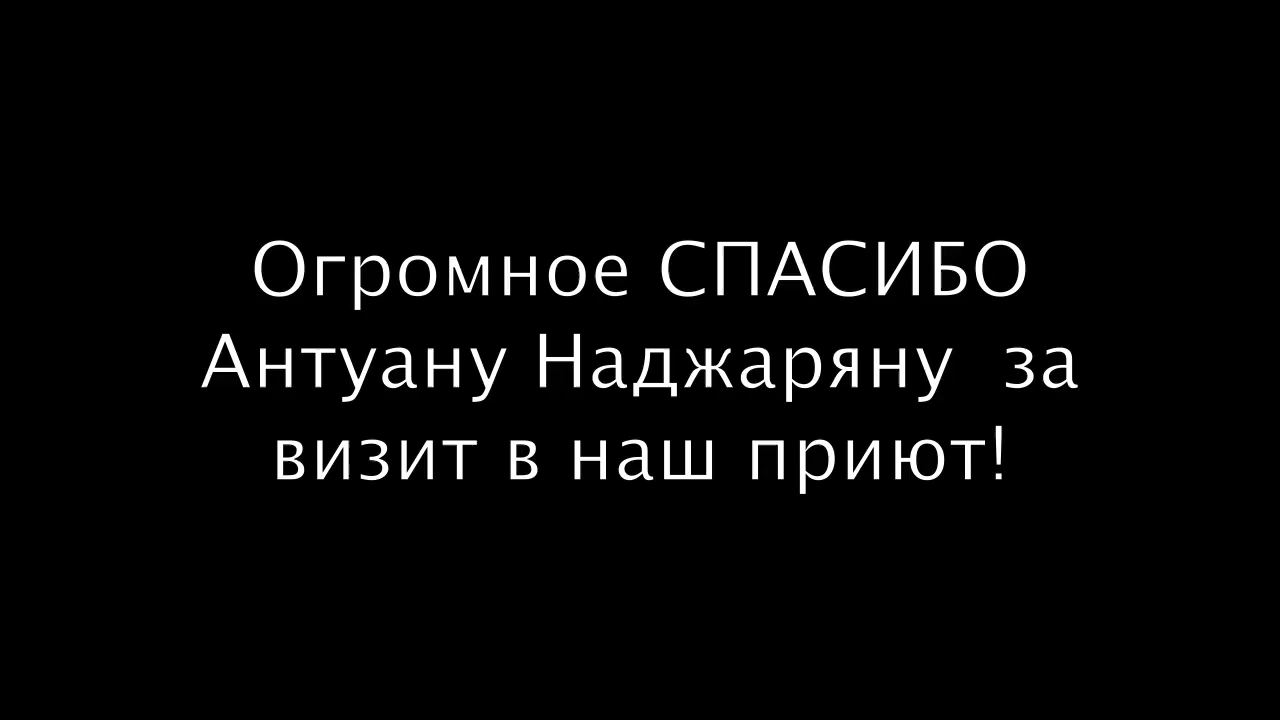 Огромное СПАСИБО
Антуану Наджаряну  за
визит в наш приют!